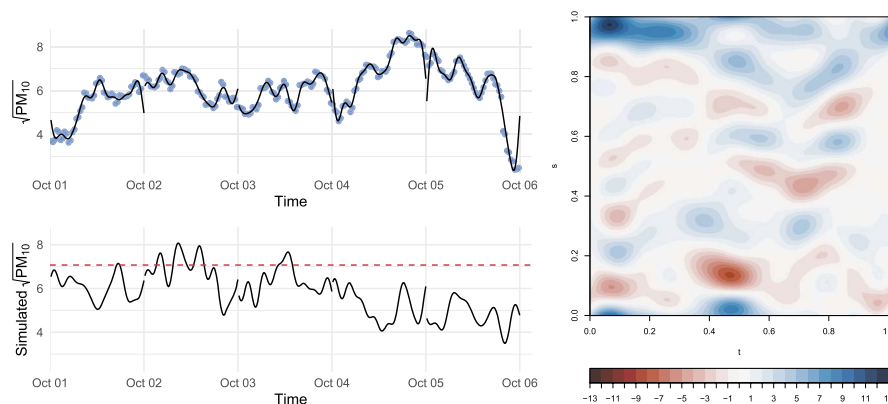 8
6
4
√PM10
Oct 01 Oct 02 Oct 03 Oct 04 Oct 05 Oct 06
Time
8
6
4
Simulated √PM10
Oct 01 Oct 02 Oct 03 Oct 04 Oct 05 Oct 06
Time
1.0
0.8
0.6
0.4
0.2
0.0
s
0.0 0.2 0.4 0.6 0.8
t
-13 -11 -9 -7 -5 -3 -1 1 3 5 7 9 11